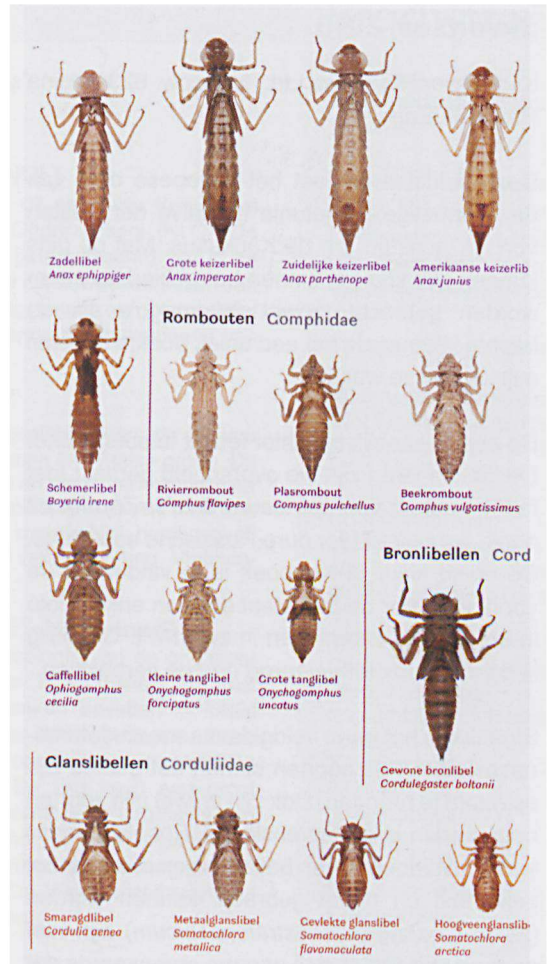 Zadellibel
Anax ephippiger
Grote keizerlibel
Anax imperator
Zuidelijke keizerlibel
Anax parthenope
Amerikaanse keizerlib
Anax junius
Rombouten Gomphidae
Schemerlibel
Boyeria irene
Rivierrombout
Gomphus flavipes
Plasrombout
Gomphus pulchellus
Beekrombout
Gomphus vulgatissimus
Bronlibellen Cord
Gaffellibel
Ophiogomphus
cecilia
Kleine tanglibel
Onychogomphus
forcipatus
Grote tanglibel
Onychogomphus
uncatus
Gewone bronlibel
Cordulegaster boltonii
Glanslibellen Corduliidae
Smaragdlibel
Cordulia aenea
Metaalglanslibel
Somatochlora
metallica
Gevlekte glanslibel
Somatochlora
flavomaculata
Hoogveenglanslib
Somatochlora
arctica